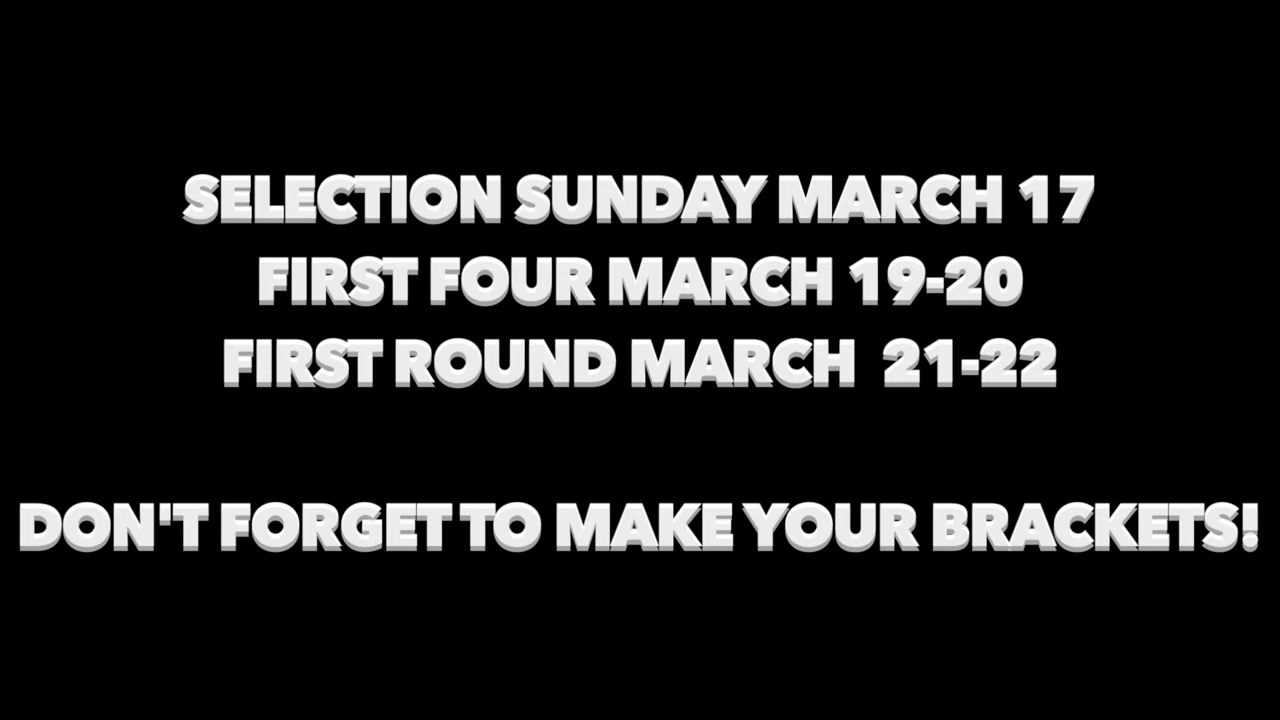 SELECTION SUNDAY MARCH 17
FIRST FOUR MARCH 19-20
FIRST ROUND MARCH  21-22
DON'T FORGET TO MAKE YOUR BRACKETS!